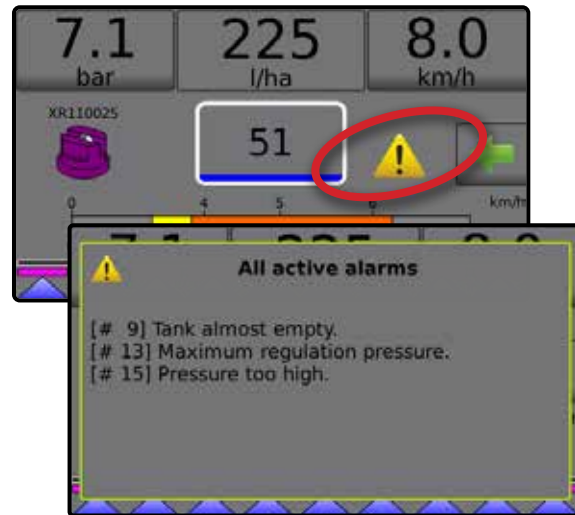 7.1
bar
225
l/ha
8.0
km/h
XR110025
51
0
4
5
6
km/h
All active alarms
[# 9] Tank almost empty.
[# 13] Maximum regulation pressure.
[# 15] Pressure too high.